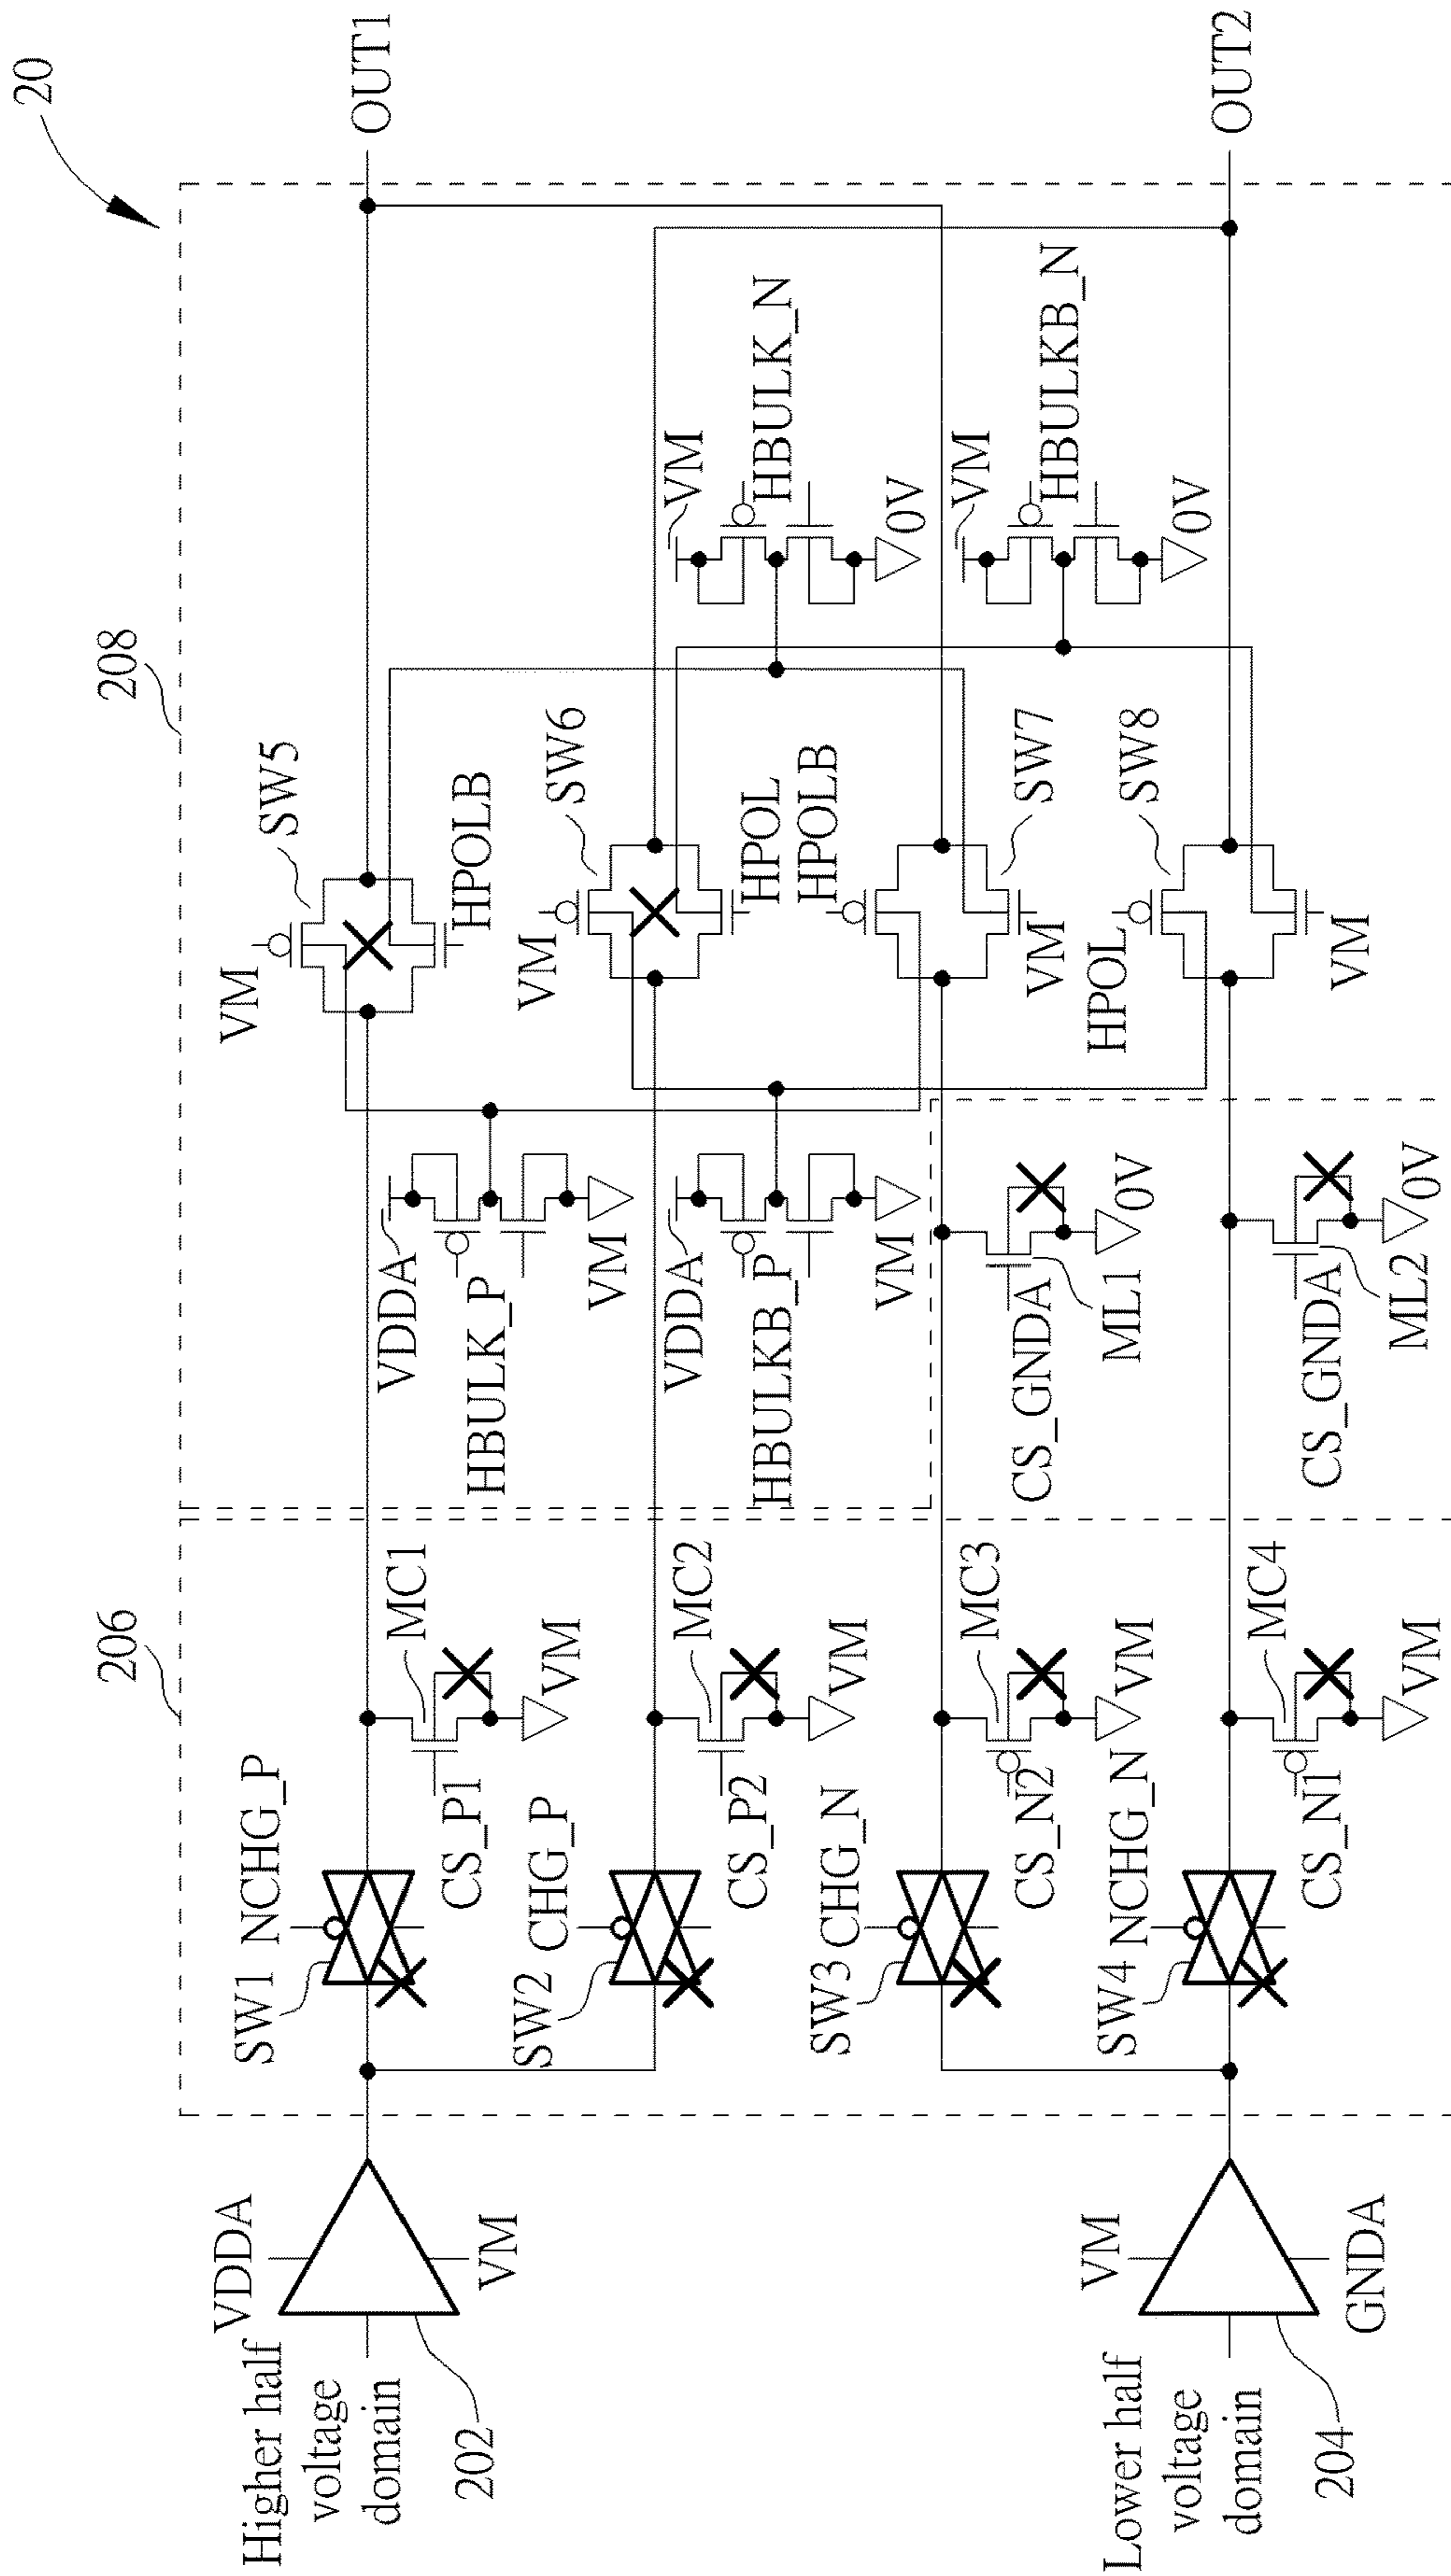 20
208
206
OUT1
OUT2
SW5
VM
HPOLB
SW6
VM
HPOL
HPOLB
SW7
VM
SW8
HPOL
VM
VM
HBULK_N
0V
VM
HBULKB_N
0V
VDDA
HBULK_P
VM
VDDA
HBULKB_P
VM
CS_GNDA
ML1
0V
CS_GNDA
ML2
0V
SW1
NCHG_P
MC1
CS_P1
VM
SW2
CHG_P
MC2
CS_P2
VM
SW3
CHG_N
MC3
CS_N2
VM
SW4
NCHG_N
MC4
CS_N1
VM
VDDA
VM
Higher half
voltage
domain
202
VM
GNDA
Lower half
voltage
domain
204